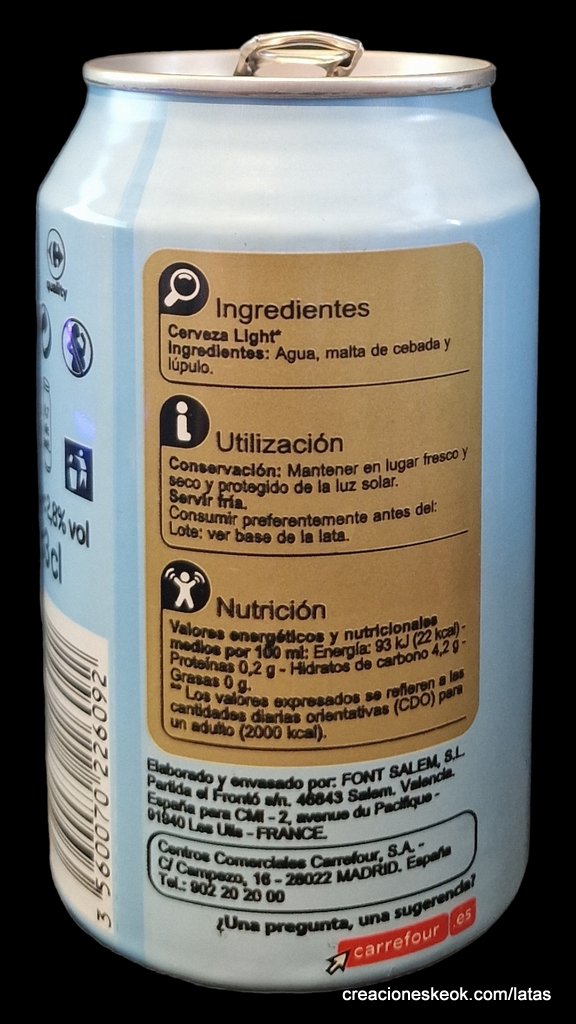 quality
Ingredientes
Cerveza Light*
Ingredientes: Agua, malta de cebada y
lúpulo.
Utilización
Conservación: Mantener en lugar fresco y
seco y protegido de la luz solar.
Servir fría.
Consumir preferentemente antes del:
Lote: ver base de la lata.
2,8% vol
cl
Nutrición
Valores energéticos y nutricionales
medios por 100 ml: Energía: 93 kJ (22 kcal) -
Proteínas 0,2 g - Hidratos de carbono 4,2 g -
Grasas 0 g.
** Los valores expresados se refieren a las
cantidades diarias orientativas (CDO) para
un adulto (2000 kcal).
3 560070 226092
Elaborado y envasado por: FONT SALEM, S.L.
Partida el Frontó s/n. 46843 Salem. Valencia.
España para CMI - 2, avenue du Pacifique -
91940 Les Ulis - FRANCE.
Centros Comerciales Carrefour, S.A. -
C/ Campezo, 16 - 28022 MADRID. España
Tel.: 902 20 20 00
¿Una pregunta, una sugerencia?
carrefour .es
creacioneskeok.com/latas